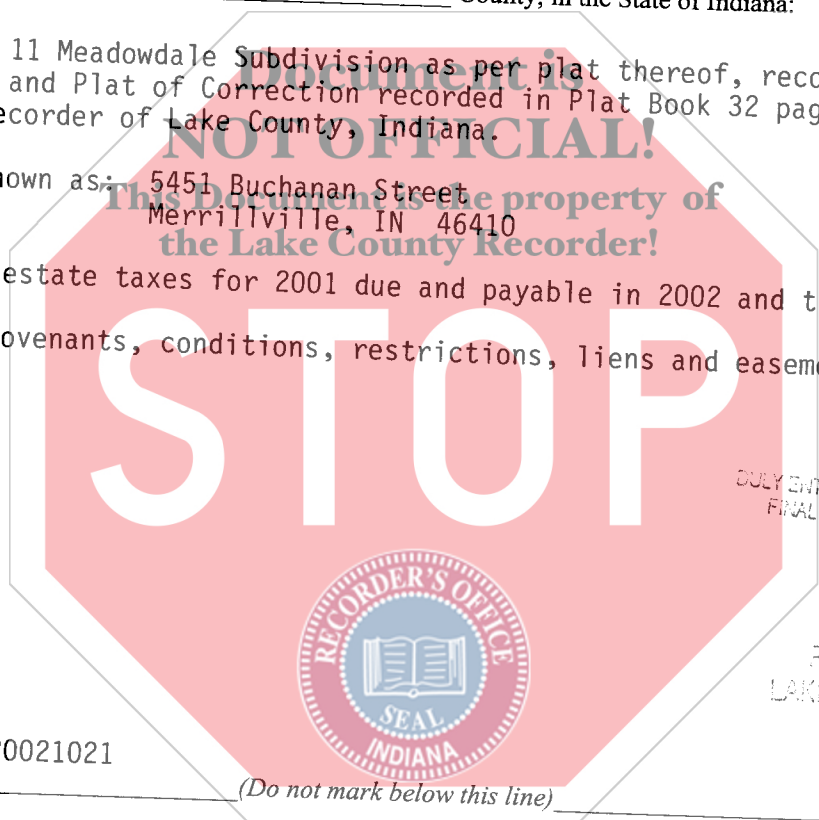 County, in the State of Indiana:
11 Meadowdale Subdivision as per plat thereof, reco
and Plat of Correction recorded in Plat Book 32 pag
ecorder of Lake County, Indiana.
Document is
NOT OFFICIAL!
own as: 5451 Buchanan Street
Merrillville, IN 46410
This Document is the property of
the Lake County Recorder!
estate taxes for 2001 due and payable in 2002 and t
ovenants, conditions, restrictions, liens and easeme
STOP
DULY ENT
FINAL
RECORDER'S OFFICE
SEAL
INDIANA
LAK
0021021
(Do not mark below this line)